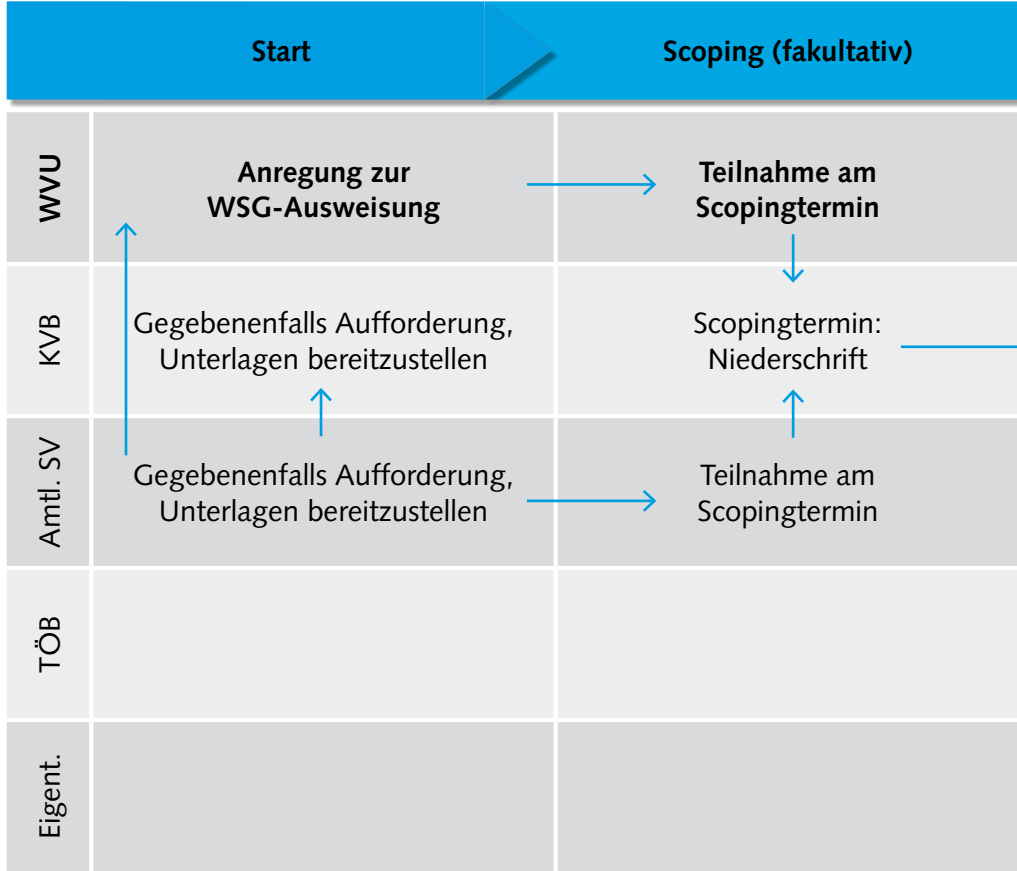 Start
Scoping (fakultativ)
WVU
Anregung zur
WSG-Ausweisung
Teilnahme am
Scopingtermin
KVB
Gegebenenfalls Aufforderung,
Unterlagen bereitzustellen
Scopingtermin:
Niederschrift
Amtl. SV
Gegebenenfalls Aufforderung,
Unterlagen bereitzustellen
Teilnahme am
Scopingtermin
TÖB
Eigent.